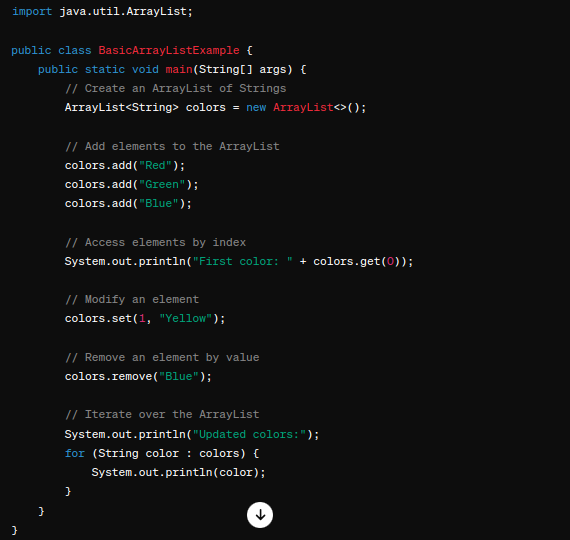 import java.util.ArrayList;

public class BasicArrayListExample {
    public static void main(String[] args) {
        // Create an ArrayList of Strings
        ArrayList<String> colors = new ArrayList<>();

        // Add elements to the ArrayList
        colors.add("Red");
        colors.add("Green");
        colors.add("Blue");

        // Access elements by index
        System.out.println("First color: " + colors.get(0));

        // Modify an element
        colors.set(1, "Yellow");

        // Remove an element by value
        colors.remove("Blue");

        // Iterate over the ArrayList
        System.out.println("Updated colors:");
        for (String color : colors) {
            System.out.println(color);
        }
    }
}